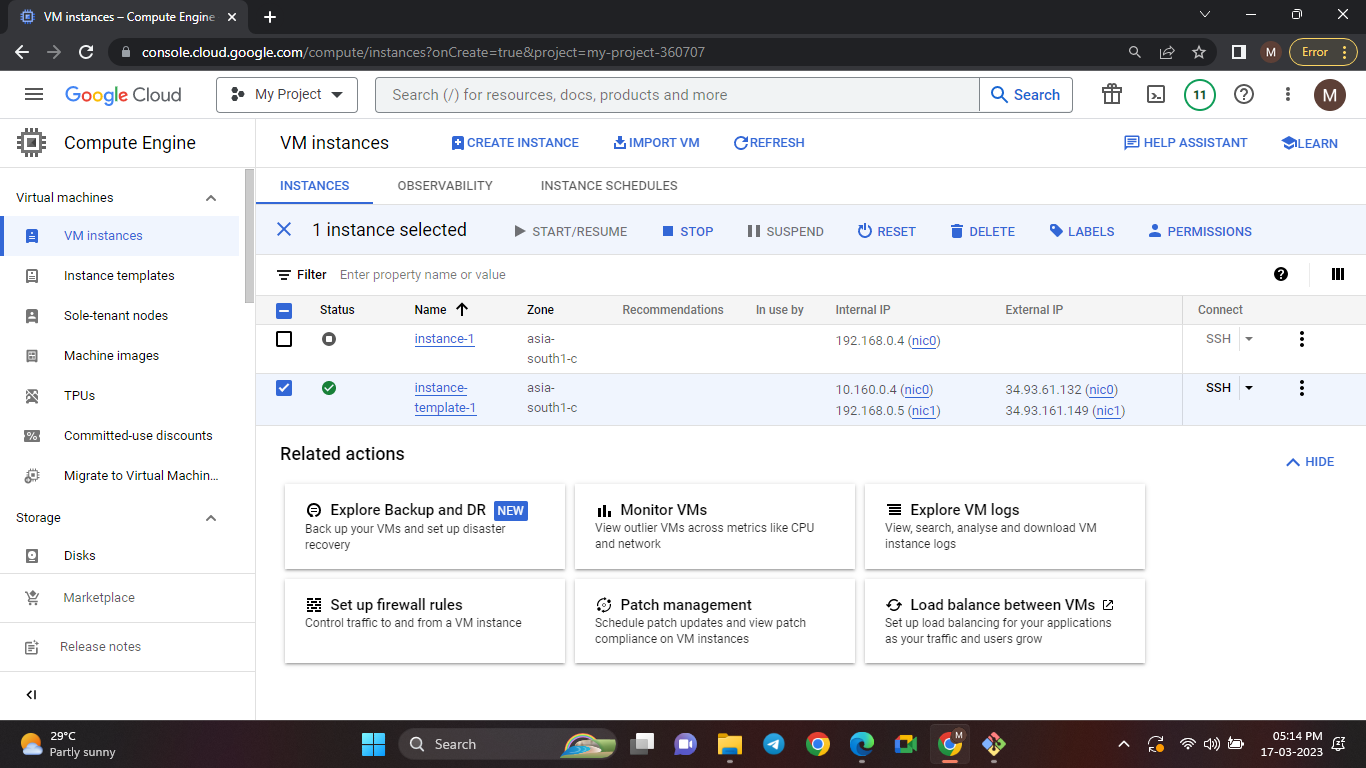 VM instances – Compute Engine
console.cloud.google.com/compute/instances?onCreate=true&project=my-project-360707
M
Error
Google Cloud
My Project
Search (/) for resources, docs, products and more
Search
11
M
Compute Engine
VM instances
CREATE INSTANCE
IMPORT VM
REFRESH
HELP ASSISTANT
LEARN
Virtual machines
VM instances
Instance templates
Sole-tenant nodes
Machine images
TPUs
Committed-use discounts
Migrate to Virtual Machin...
Storage
Disks
Marketplace
Release notes
INSTANCES
OBSERVABILITY
INSTANCE SCHEDULES
1 instance selected
START/RESUME
STOP
SUSPEND
RESET
DELETE
LABELS
PERMISSIONS
Filter
Enter property name or value
Status
Name
Zone
Recommendations
In use by
Internal IP
External IP
Connect
instance-1
asia-
south1-c
192.168.0.4 (nic0)
SSH
instance-
template-1
asia-
south1-c
10.160.0.4 (nic0)
192.168.0.5 (nic1)
34.93.61.132 (nic0)
34.93.161.149 (nic1)
SSH
Related actions
HIDE
Explore Backup and DR NEW
Back up your VMs and set up disaster
recovery
Monitor VMs
View outlier VMs across metrics like CPU
and network
Explore VM logs
View, search, analyse and download VM
instance logs
Set up firewall rules
Control traffic to and from a VM instance
Patch management
Schedule patch updates and view patch
compliance on VM instances
Load balance between VMs
Set up load balancing for your applications
as your traffic and users grow
29°C
Partly sunny
Search
M
05:14 PM
17-03-2023